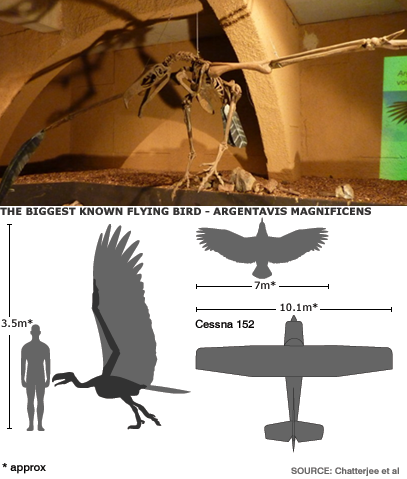 THE BIGGEST KNOWN FLYING BIRD - ARGENTAVIS MAGNIFICENS
7m*
3.5m*
10.1m*
Cessna 152
* approx
SOURCE: Chatterjee et al